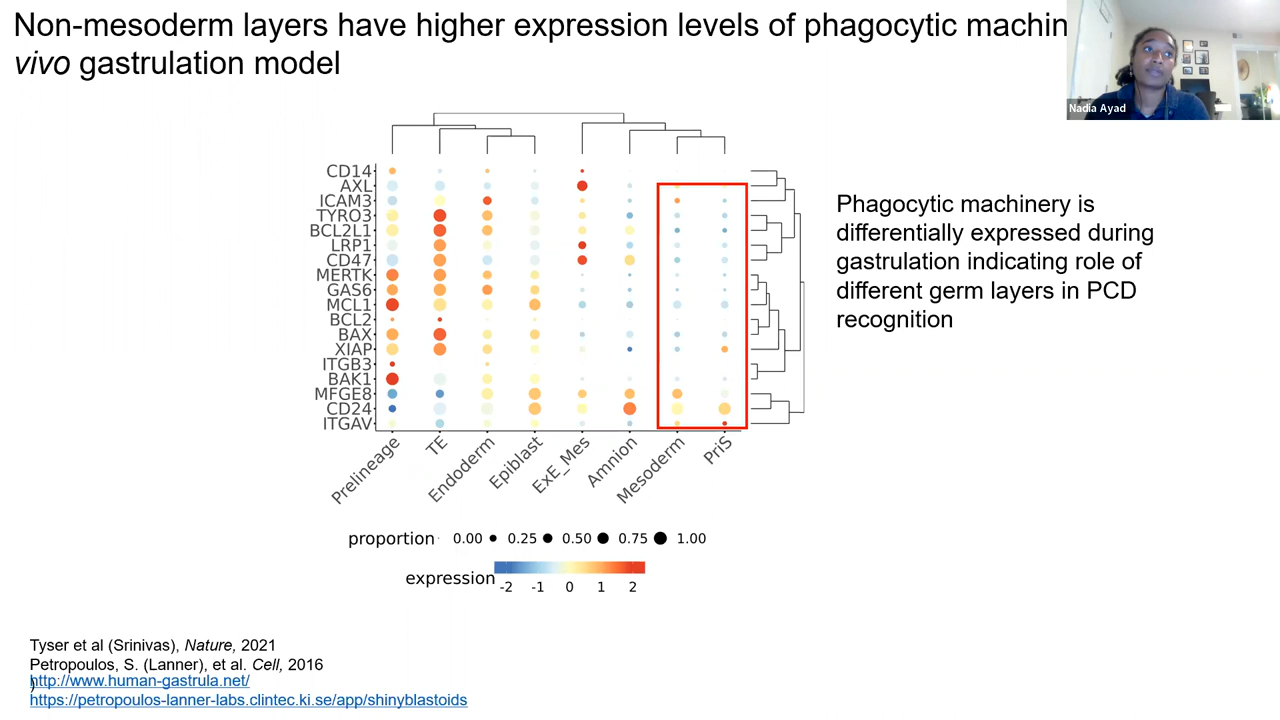 Non-mesoderm layers have higher expression levels of phagocytic machin
vivo gastrulation model
Nadia Ayad
CD14
AXL
ICAM3
TYRO3
BCL2L1
LRP1
CD47
MERTK
GAS6
MCL1
BCL2
BAX
XIAP
ITGB3
BAK1
MFGE8
CD24
ITGAV
Prelineage
TE
Endoderm
Epiblast
ExE_Mes
Amnion
Mesoderm
PriS
Phagocytic machinery is
differentially expressed during
gastrulation indicating role of
different germ layers in PCD
recognition
proportion 0.00 0.25 0.50 0.75 1.00
expression
-2 -1 0 1 2
Tyser et al (Srinivas), Nature, 2021
Petropoulos, S. (Lanner), et al. Cell, 2016
)
http://www.human-gastrula.net/
https://petropoulos-lanner-labs.clintec.ki.se/app/shinyblastoids